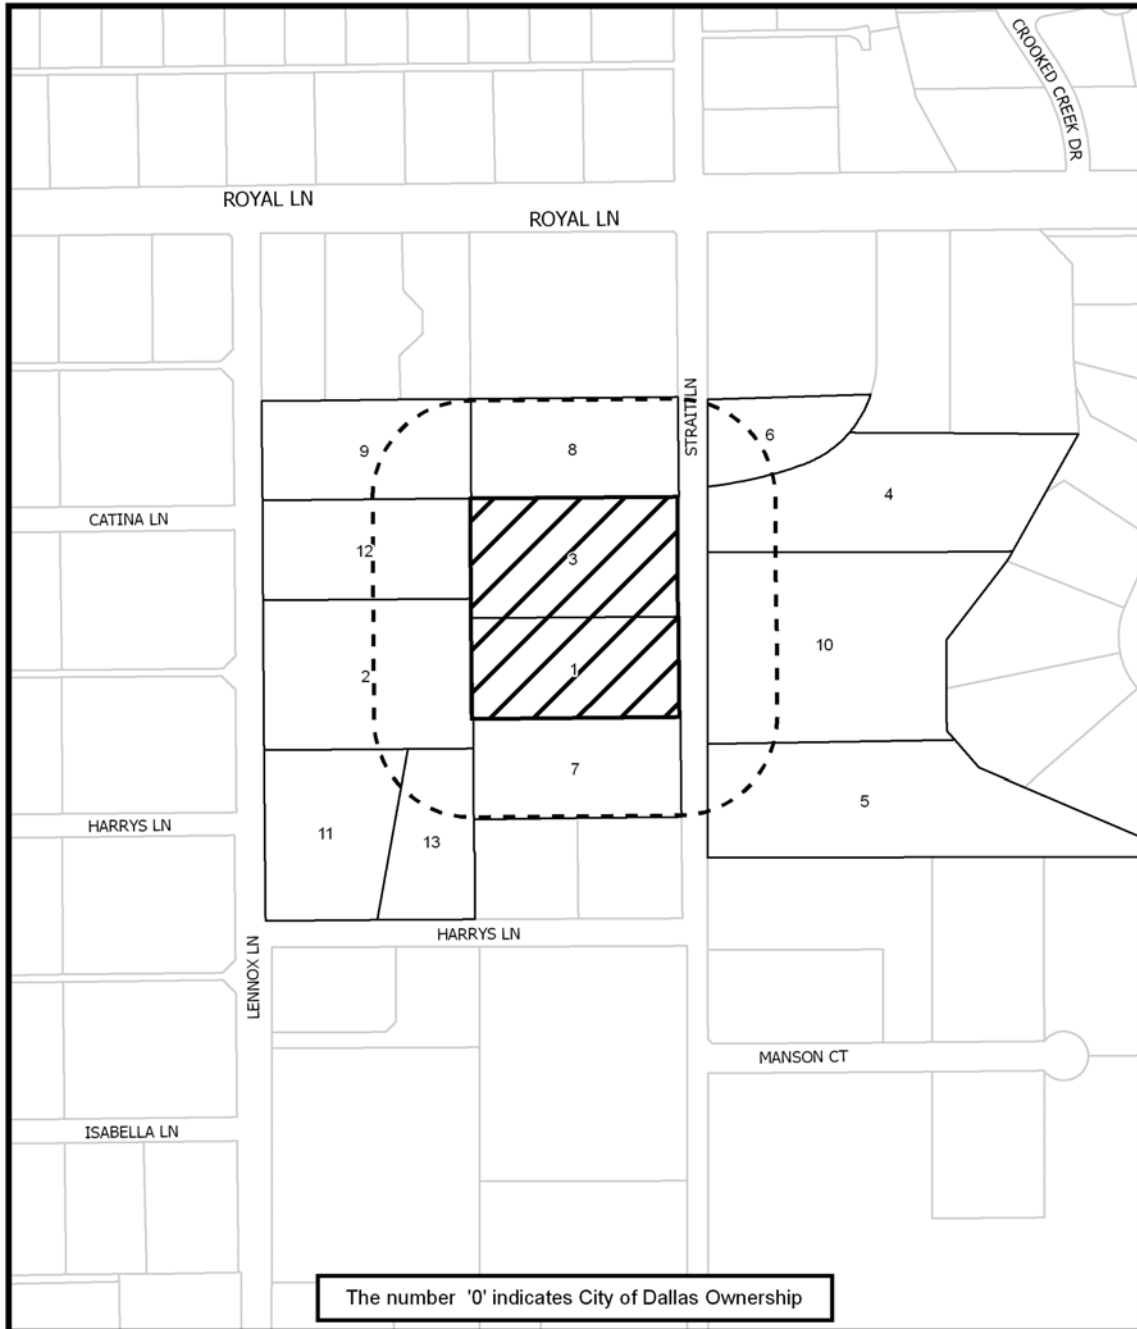 CROOKED CREEK DR
ROYAL LN
ROYAL LN
STRAIT LN
6
9
8
4
CATINA LN
12
3
10
2
1
7
5
HARRYS LN
11
13
HARRYS LN
LENNOX LN
MANSON CT
ISABELLA LN
The number '0' indicates City of Dallas Ownership